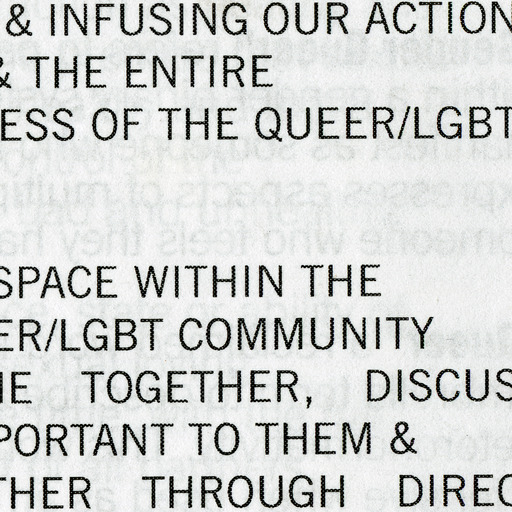 & INFUSING OUR ACTION
& THE ENTIRE
ESS OF THE QUEER/LGBT
SPACE WITHIN THE
ER/LGBT COMMUNITY
TOGETHER, DISCUS
PORTANT TO THEM &
THER THROUGH DIREC